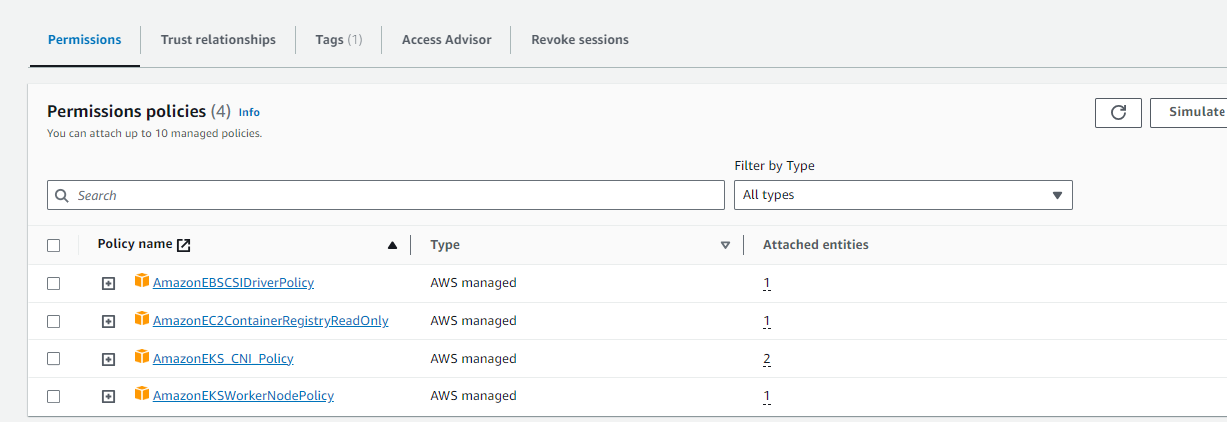 Permissions Trust relationships Tags (1) Access Advisor Revoke sessions
Permissions policies (4) Info
You can attach up to 10 managed policies.
Simulate
Filter by Type
Search
All types
Policy name Type Attached entities
AmazonEBSCSIDriverPolicy AWS managed 1
AmazonEC2ContainerRegistryReadOnly AWS managed 1
AmazonEKS_CNI_Policy AWS managed 2
AmazonEKSWorkerNodePolicy AWS managed 1